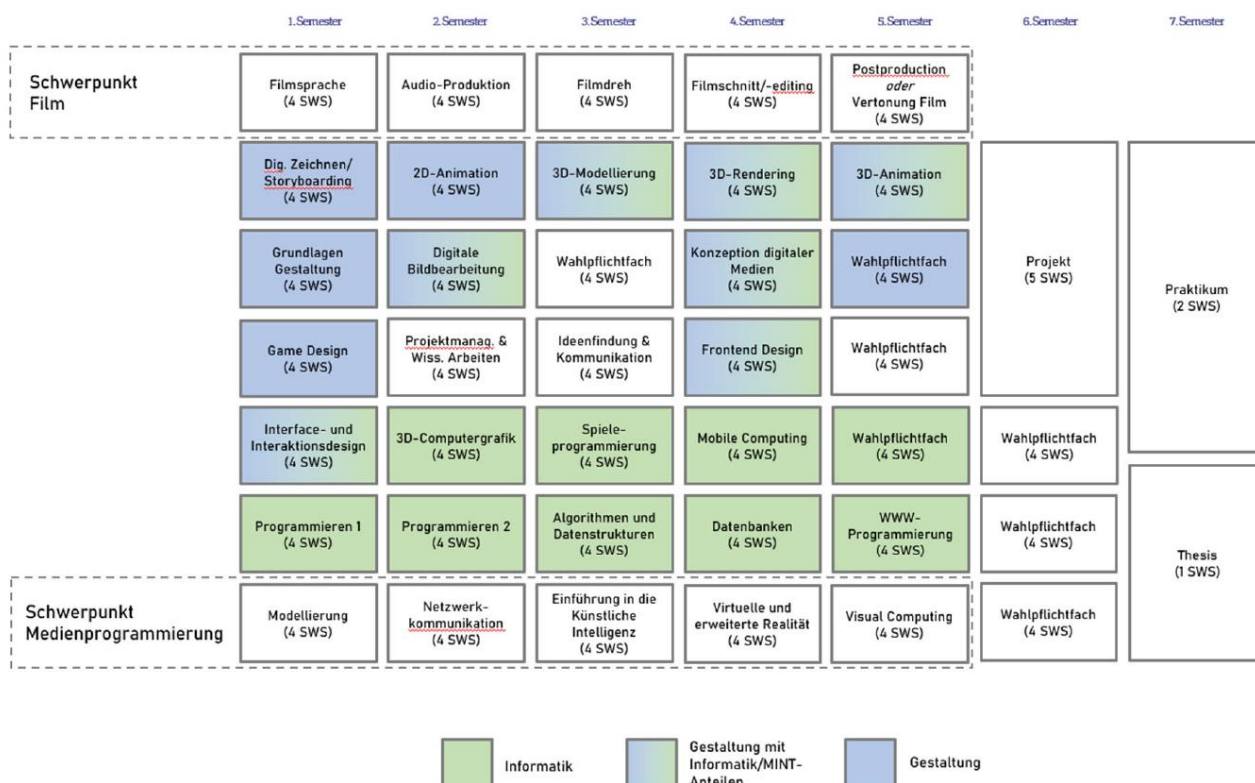 1.Semester
2.Semester
3.Semester
4.Semester
5.Semester
6.Semester
7.Semester
Schwerpunkt
Film
Filmsprache
(4 SWS)
Audio-Produktion
(4 SWS)
Filmdreh
(4 SWS)
Filmschnitt/-editing
(4 SWS)
Postproduction
oder
Vertonung Film
(4 SWS)
Dig. Zeichnen/
Storyboarding
(4 SWS)
2D-Animation
(4 SWS)
3D-Modellierung
(4 SWS)
3D-Rendering
(4 SWS)
3D-Animation
(4 SWS)
Grundlagen
Gestaltung
(4 SWS)
Digitale
Bildbearbeitung
(4 SWS)
Wahlpflichtfach
(4 SWS)
Konzeption digitaler
Medien
(4 SWS)
Wahlpflichtfach
(4 SWS)
Projekt
(5 SWS)
Praktikum
(2 SWS)
Game Design
(4 SWS)
Projektmanag. &
Wiss. Arbeiten
(4 SWS)
Ideenfindung &
Kommunikation
(4 SWS)
Frontend Design
(4 SWS)
Wahlpflichtfach
(4 SWS)
Interface- und
Interaktionsdesign
(4 SWS)
3D-Computergrafik
(4 SWS)
Spiele-
programmierung
(4 SWS)
Mobile Computing
(4 SWS)
Wahlpflichtfach
(4 SWS)
Wahlpflichtfach
(4 SWS)
Programmieren 1
(4 SWS)
Programmieren 2
(4 SWS)
Algorithmen und
Datenstrukturen
(4 SWS)
Datenbanken
(4 SWS)
WWW-
Programmierung
(4 SWS)
Wahlpflichtfach
(4 SWS)
Thesis
(1 SWS)
Schwerpunkt
Medienprogrammierung
Modellierung
(4 SWS)
Netzwerk-
kommunikation
(4 SWS)
Einführung in die
Künstliche
Intelligenz
(4 SWS)
Virtuelle und
erweiterte Realität
(4 SWS)
Visual Computing
(4 SWS)
Wahlpflichtfach
(4 SWS)
Informatik
Gestaltung mit
Informatik/MINT-
Anteilen
Gestaltung